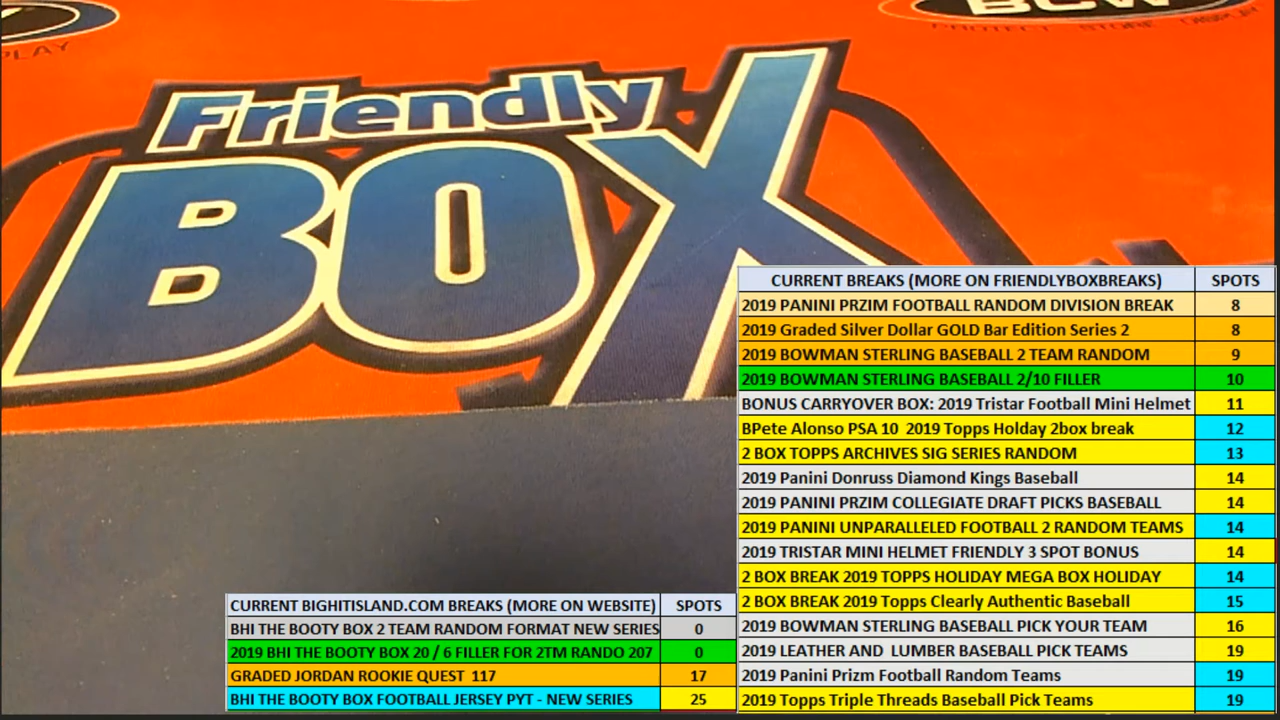 PLAY
BCW
PROTECT STORE DISPLAY
Friendly
BOX
CURRENT BREAKS (MORE ON FRIENDLYBOXBREAKS) SPOTS
2019 PANINI PRZIM FOOTBALL RANDOM DIVISION BREAK 8
2019 Graded Silver Dollar GOLD Bar Edition Series 2 8
2019 BOWMAN STERLING BASEBALL 2 TEAM RANDOM 9
2019 BOWMAN STERLING BASEBALL 2/10 FILLER 10
BONUS CARRYOVER BOX: 2019 Tristar Football Mini Helmet 11
BPete Alonso PSA 10 2019 Topps Holday 2box break 12
2 BOX TOPPS ARCHIVES SIG SERIES RANDOM 13
2019 Panini Donruss Diamond Kings Baseball 14
2019 PANINI PRZIM COLLEGIATE DRAFT PICKS BASEBALL 14
2019 PANINI UNPARALLELED FOOTBALL 2 RANDOM TEAMS 14
2019 TRISTAR MINI HELMET FRIENDLY 3 SPOT BONUS 14
2 BOX BREAK 2019 TOPPS HOLIDAY MEGA BOX HOLIDAY 14
2 BOX BREAK 2019 Topps Clearly Authentic Baseball 15
2019 BOWMAN STERLING BASEBALL PICK YOUR TEAM 16
2019 LEATHER AND LUMBER BASEBALL PICK TEAMS 19
2019 Panini Prizm Football Random Teams 19
2019 Topps Triple Threads Baseball Pick Teams 19
CURRENT BIGHITISLAND.COM BREAKS (MORE ON WEBSITE) SPOTS
BHI THE BOOTY BOX 2 TEAM RANDOM FORMAT NEW SERIES 0
2019 BHI THE BOOTY BOX 20 / 6 FILLER FOR 2TM RANDO 207 0
GRADED JORDAN ROOKIE QUEST 117 17
BHI THE BOOTY BOX FOOTBALL JERSEY PYT - NEW SERIES 25